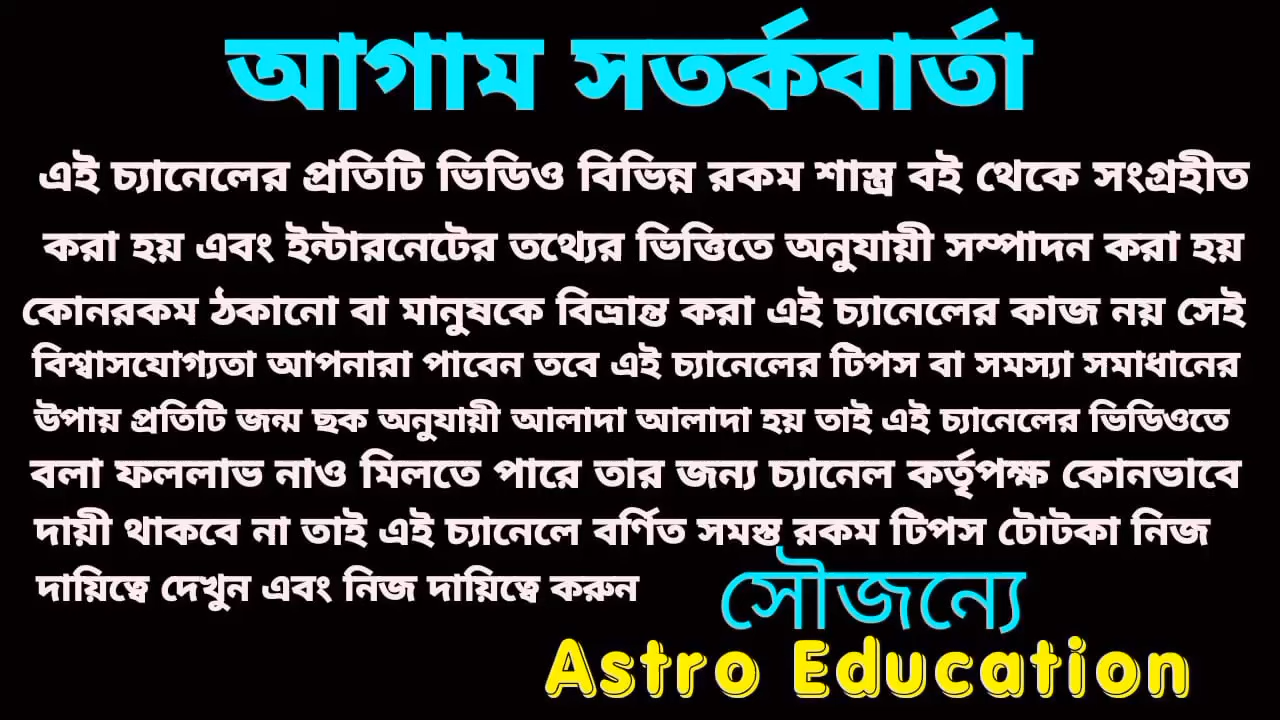 আগাম সতর্কবার্তা
এই চ্যানেলের প্রতিটি ভিডিও বিভিন্ন রকম শাস্ত্র বই থেকে সংগ্রহীত
করা হয় এবং ইন্টারনেটের তথ্যের ভিত্তিতে অনুযায়ী সম্পাদন করা হয়
কোনরকম ঠকানো বা মানুষকে বিভ্রান্ত করা এই চ্যানেলের কাজ নয় সেই
বিশ্বাসযোগ্যতা আপনারা পাবেন তবে এই চ্যানেলের টিপস বা সমস্যা সমাধানের
উপায় প্রতিটি জন্ম ছক অনুযায়ী আলাদা আলাদা হয় তাই এই চ্যানেলের ভিডিওতে
বলা ফললাভ নাও মিলতে পারে তার জন্য চ্যানেল কর্তৃপক্ষ কোনভাবে
দায়ী থাকবে না তাই এই চ্যানেলে বর্ণিত সমস্ত রকম টিপস টোটকা নিজ
দায়িত্বে দেখুন এবং নিজ দায়িত্বে করুন
সৌজন্যে
Astro Education